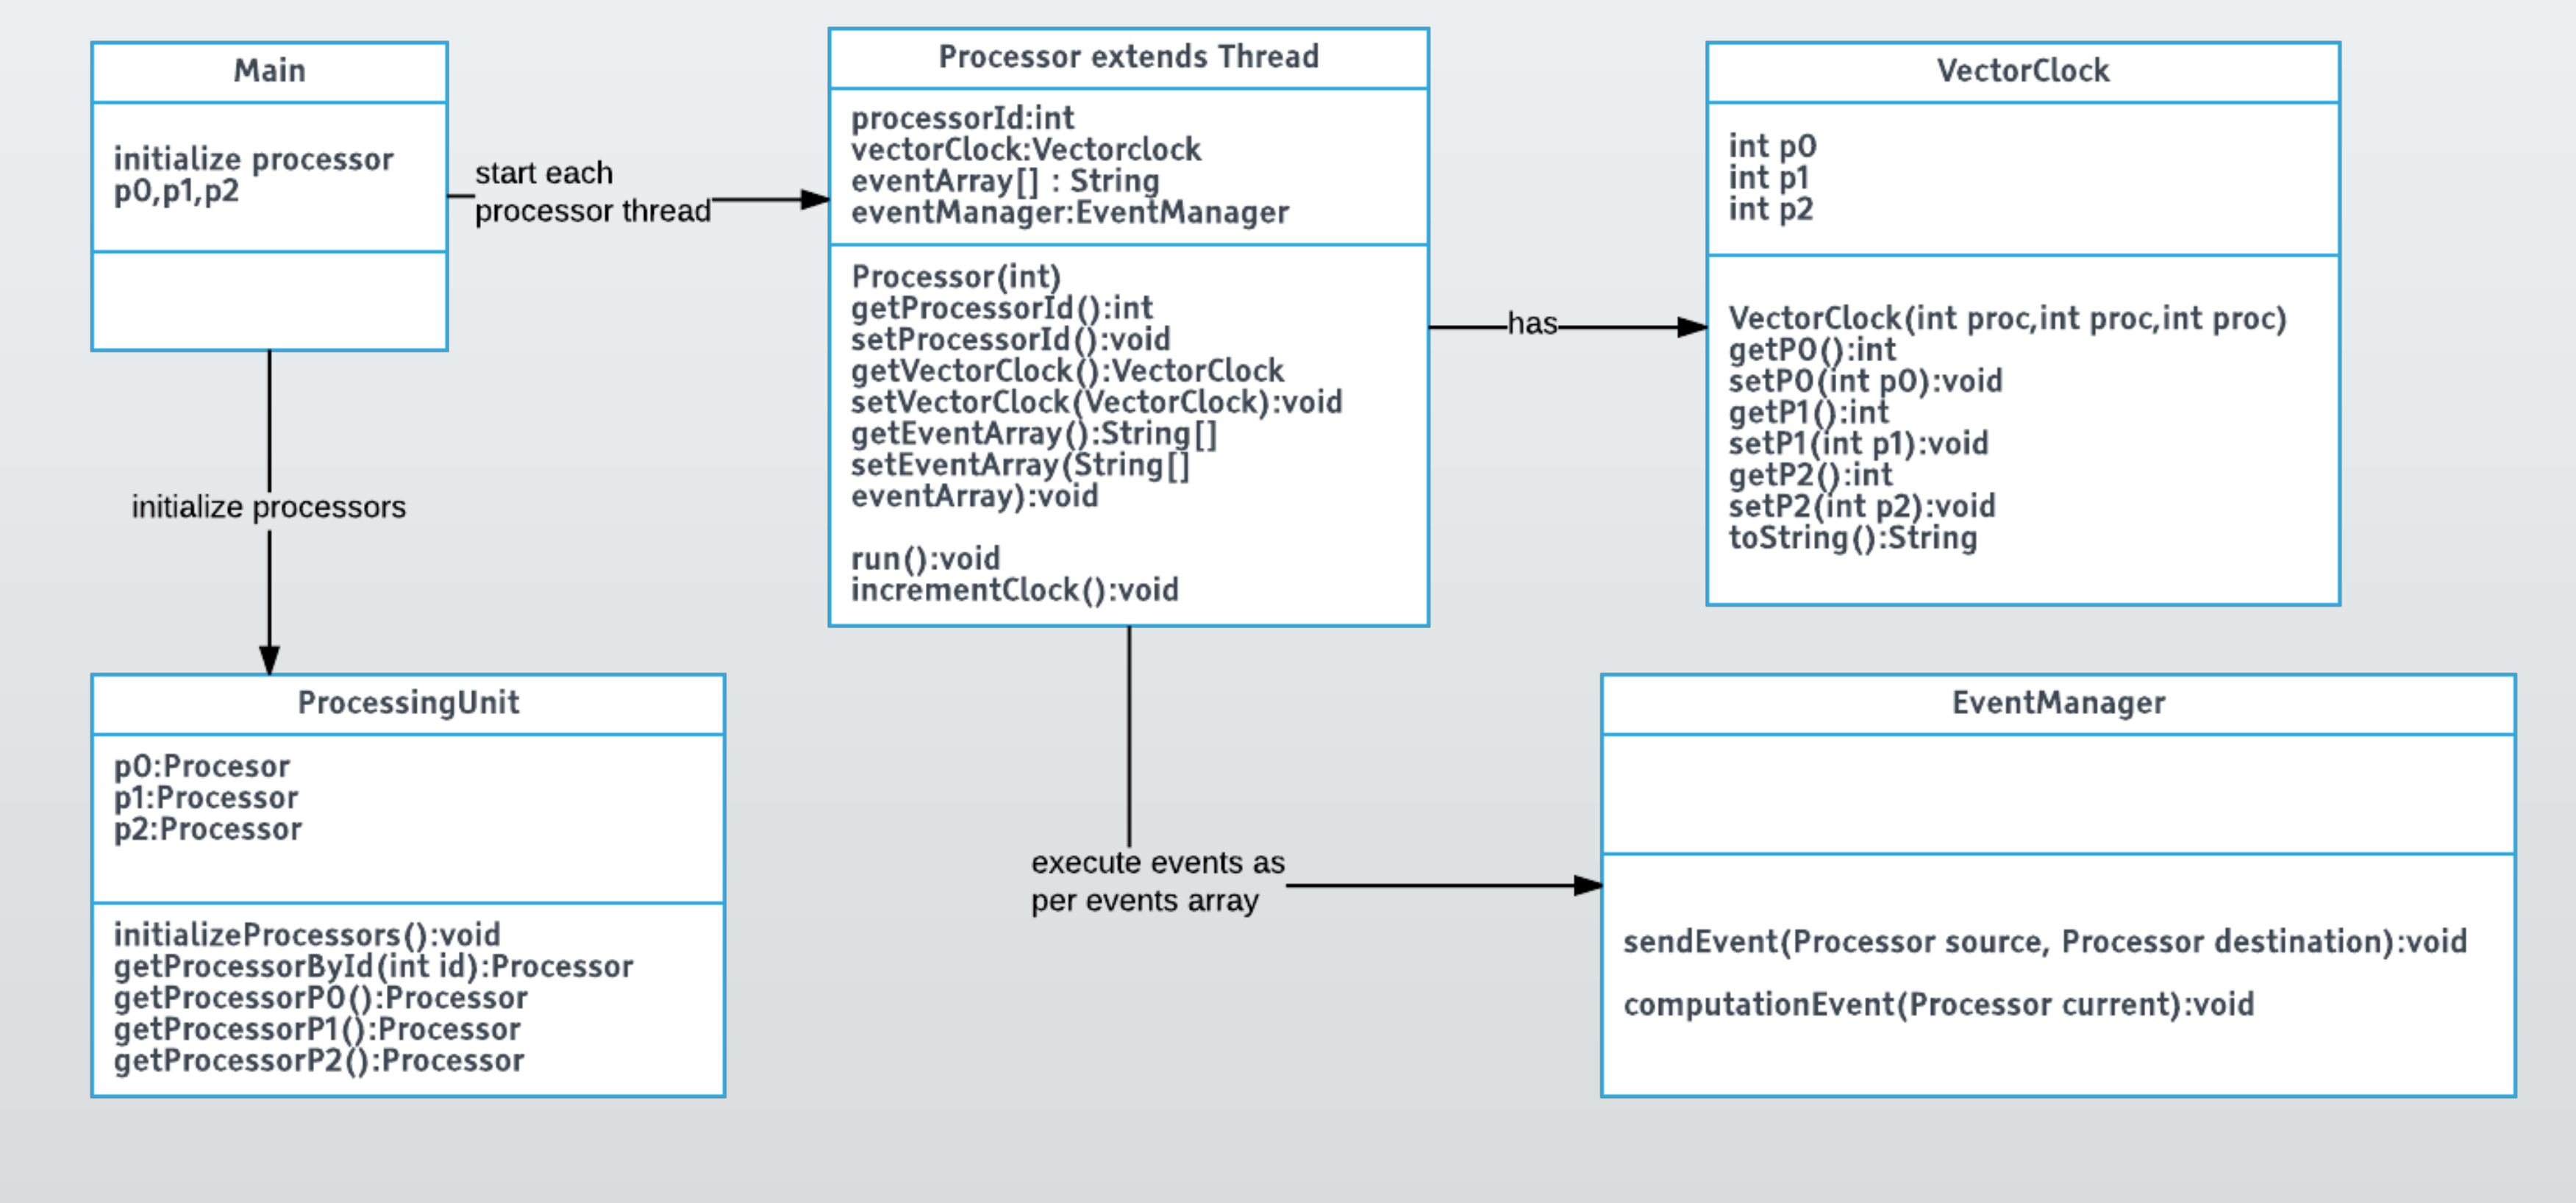 Main
initialize processor
p0,p1,p2
start each
processor thread
Processor extends Thread
processorId:int
vectorClock:Vectorclock
eventArray[] : String
eventManager:EventManager
Processor(int)
getProcessorId():int
setProcessorId():void
getVectorClock():VectorClock
setVectorClock(VectorClock):void
getEventArray():String[]
setEventArray(String[]
eventArray):void
run():void
incrementClock():void
has
VectorClock
int p0
int p1
int p2
VectorClock(int proc,int proc,int proc)
getP0():int
setP0(int p0):void
getP1():int
setP1(int p1):void
getP2():int
setP2(int p2):void
toString():String
initialize processors
ProcessingUnit
p0:Procesor
p1:Processor
p2:Processor
initializeProcessors():void
getProcessorById(int id):Processor
getProcessorP0():Processor
getProcessorP1():Processor
getProcessorP2():Processor
execute events as
per events array
EventManager
sendEvent(Processor source, Processor destination):void
computationEvent(Processor current):void